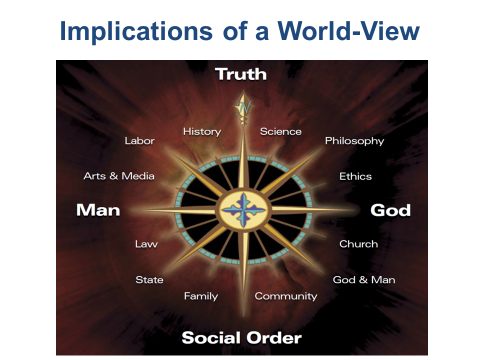 Implications of a World-View
Truth
History Science
Labor Philosophy
Arts & Media Ethics
Man God
Law Church
State God & Man
Family Community
Social Order